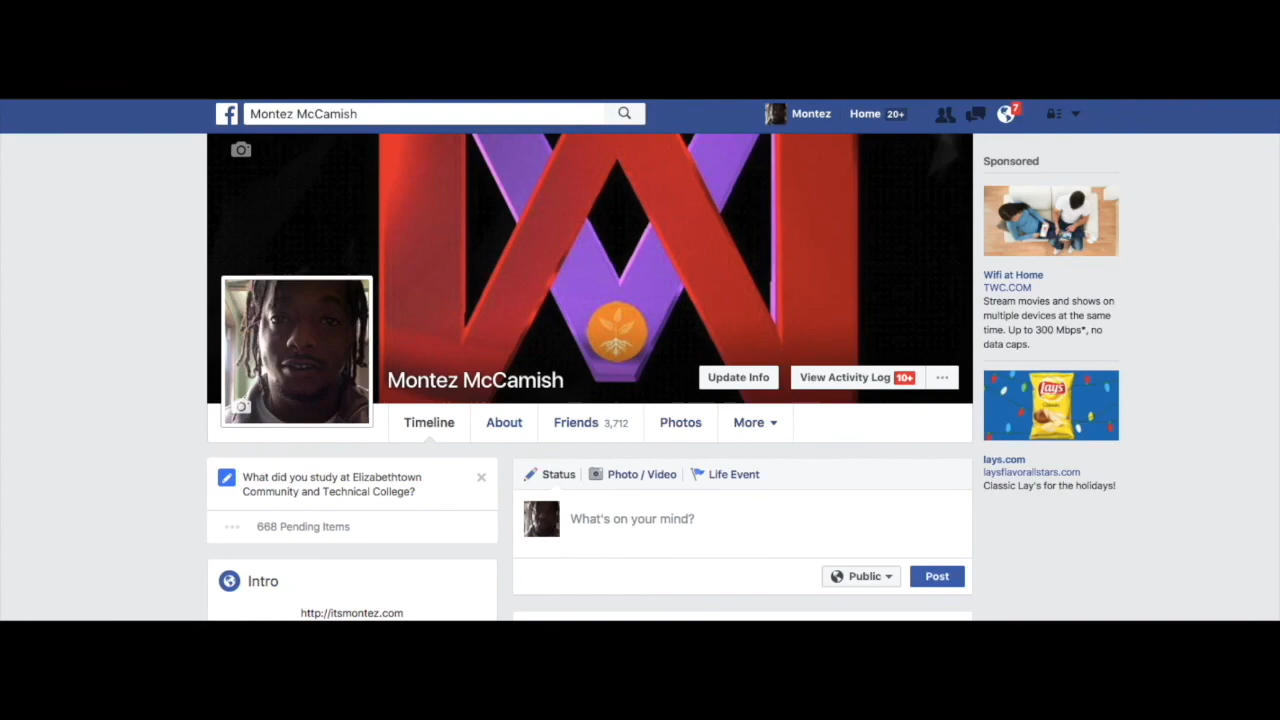 Montez McCamish
Montez
Home 20+
7
Sponsored
Wifi at Home
TWC.COM
Stream movies and shows on
multiple devices at the same
time. Up to 300 Mbps*, no
data caps.
Lay's
Classic
lays.com
laysflavorallstars.com
Classic Lay's for the holidays!
Montez McCamish
Update Info
View Activity Log 10+
Timeline
About
Friends 3,712
Photos
More
What did you study at Elizabethtown
Community and Technical College?
668 Pending Items
Intro
http://itsmontez.com
Status
Photo / Video
Life Event
What's on your mind?
Public
Post